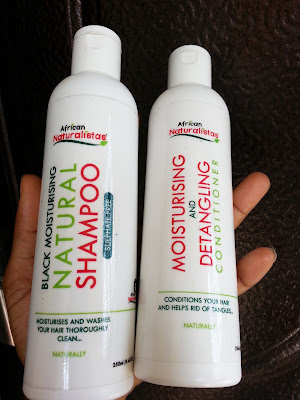 African
Naturalistas
BLACK MOISTURISING
NATURAL
SHAMPOO
SULPHATE FREE
MOISTURISES AND WASHES
YOUR HAIR THOROUGHLY
CLEAN...
NATURALLY
African
Naturalistas
MOISTURISING
AND
DETANGLING
CONDITIONER
CONDITIONS YOUR HAIR
AND HELPS RID OF TANGLES...
NATURALLY